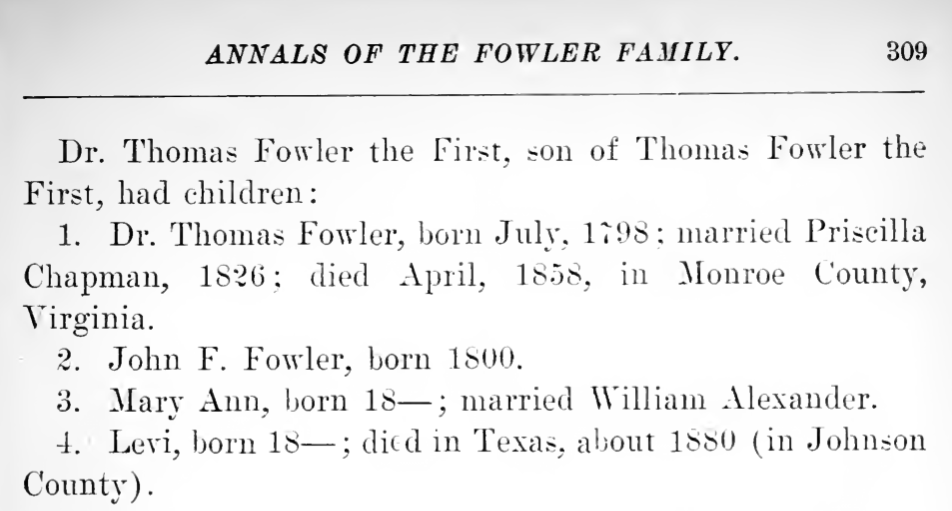 ANNALS OF THE FOWLER FAMILY. 309
Dr. Thomas Fowler the First, son of Thomas Fowler the
First, had children:
1. Dr. Thomas Fowler, born July, 1798; married Priscilla
Chapman, 1826; died April, 1858, in Monroe County,
Virginia.
2. John F. Fowler, born 1800.
3. Mary Ann, born 18—; married William Alexander.
4. Levi, born 18—; died in Texas, about 1880 (in Johnson
County).